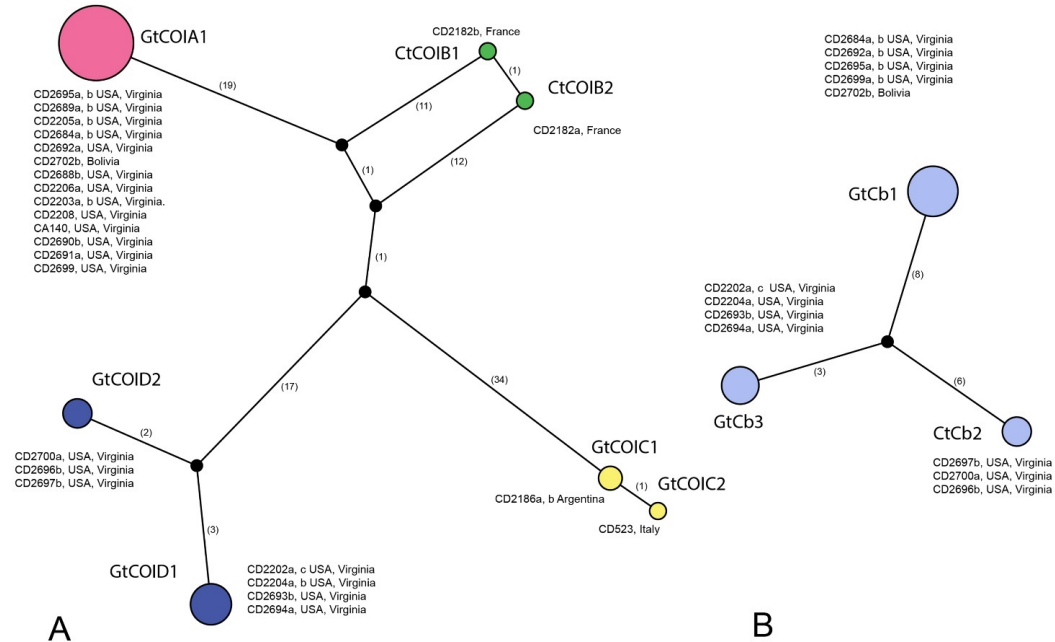 GtCOIA1
(19)
CD2695a, b USA, Virginia
CD2689a, b USA, Virginia
CD2205a, b USA, Virginia
CD2684a, b USA, Virginia
CD2692a, USA, Virginia
CD2702b, Bolivia
CD2688b, USA, Virginia
CD2206a, USA, Virginia
CD2203a, b USA, Virginia.
CD2208, USA, Virginia
CA140, USA, Virginia
CD2690b, USA, Virginia
CD2691a, USA, Virginia
CD2699, USA, Virginia
CD2182b, France
CtCOIB1
(1)
CtCOIB2
(11)
CD2182a, France
(12)
(1)
(1)
(17)
(34)
GtCOID2
(2)
CD2700a, USA, Virginia
CD2696b, USA, Virginia
CD2697b, USA, Virginia
(3)
GtCOID1
CD2202a, c USA, Virginia
CD2204a, b USA, Virginia
CD2693b, USA, Virginia
CD2694a, USA, Virginia
GtCOIC1
(1)
GtCOIC2
CD2186a, b Argentina
CD523, Italy
A
CD2684a, b USA, Virginia
CD2692a, b USA, Virginia
CD2695a, b USA, Virginia
CD2699a, b USA, Virginia
CD2702b, Bolivia
GtCb1
(8)
CD2202a, c USA, Virginia
CD2204a, USA, Virginia
CD2693b, USA, Virginia
CD2694a, USA, Virginia
(3)
(6)
GtCb3
CtCb2
CD2697b, USA, Virginia
CD2700a, USA, Virginia
CD2696b, USA, Virginia
B